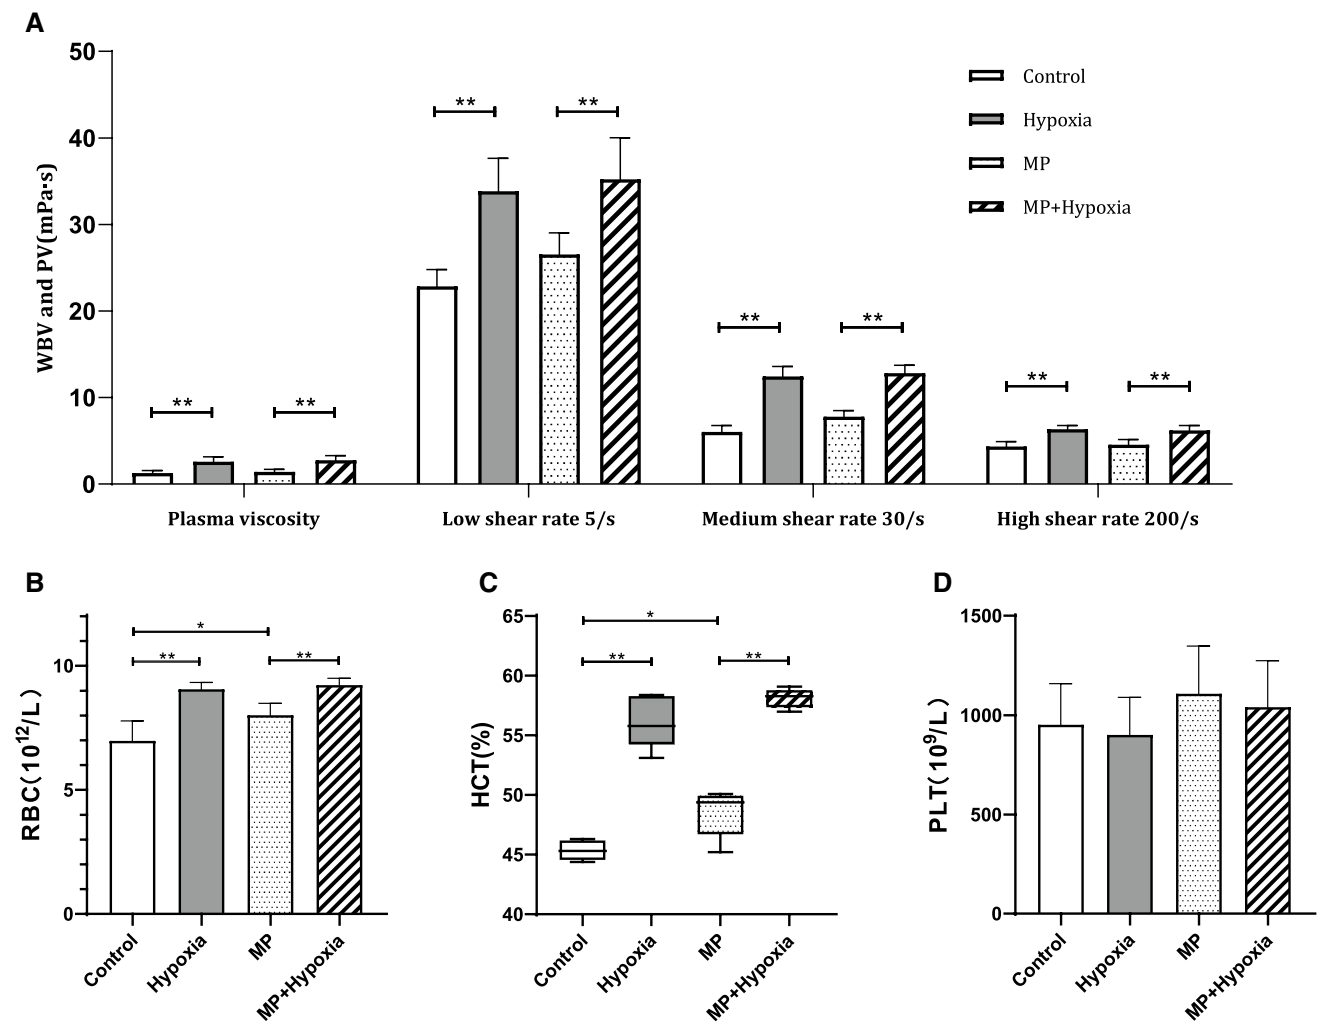 A
50
40
30
20
10
0
WBV and PV(mPa·s)
** ** ** ** ** ** ** **
Control
Hypoxia
MP
MP+Hypoxia
Plasma viscosity Low shear rate 5/s Medium shear rate 30/s High shear rate 200/s
B
RBC(10¹²/L)
10
5
0
*
** **
Control Hypoxia MP MP+Hypoxia
C
HCT(%)
65
60
55
50
45
40
*
** **
Control Hypoxia MP MP+Hypoxia
D
PLT(10⁹/L)
1500
1000
500
0
Control Hypoxia MP MP+Hypoxia